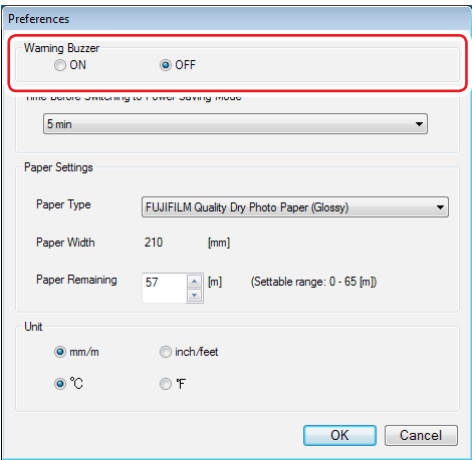 Preferences
Warning Buzzer
ON OFF
Time Before Switching to Power Saving Mode
5 min
Paper Settings
Paper Type FUJIFILM Quality Dry Photo Paper (Glossy)
Paper Width 210 [mm]
Paper Remaining 57 [m] (Settable range: 0 - 65 [m])
Unit
mm/m inch/feet
℃ ℉
OK Cancel